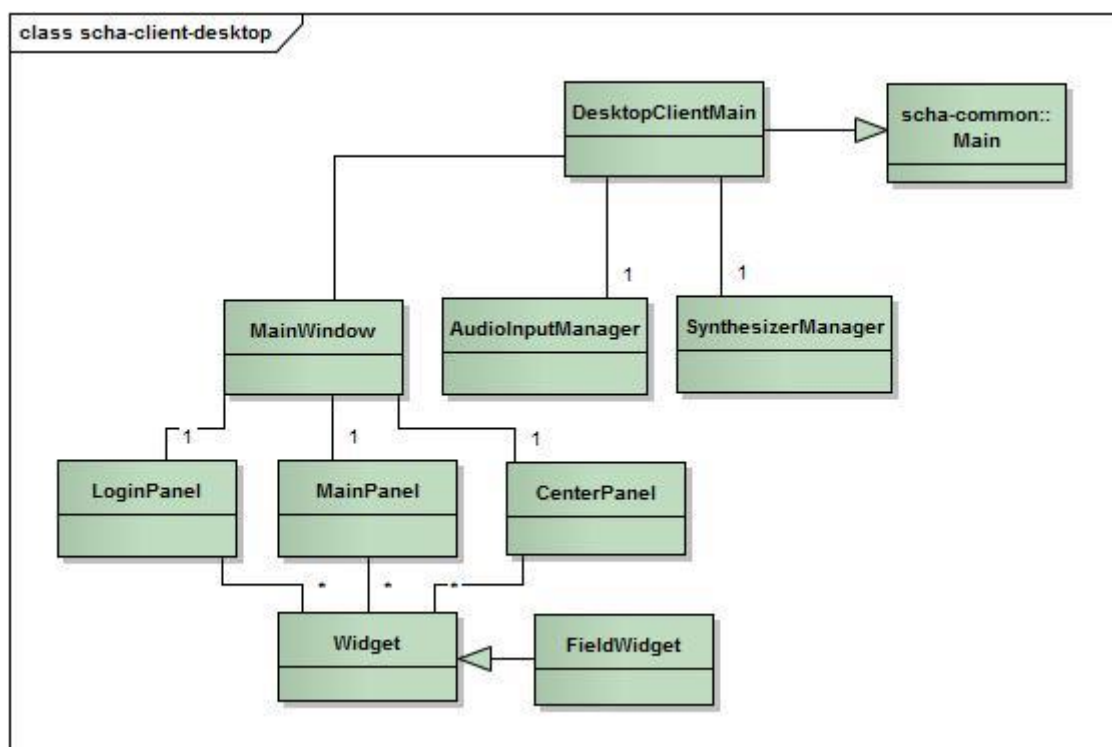 class scha-client-desktop
DesktopClientMain
scha-common::
Main
1
1
MainWindow
AudioInputManager
SynthesizerManager
1
1
1
LoginPanel
MainPanel
CenterPanel
*
*
*
Widget
FieldWidget